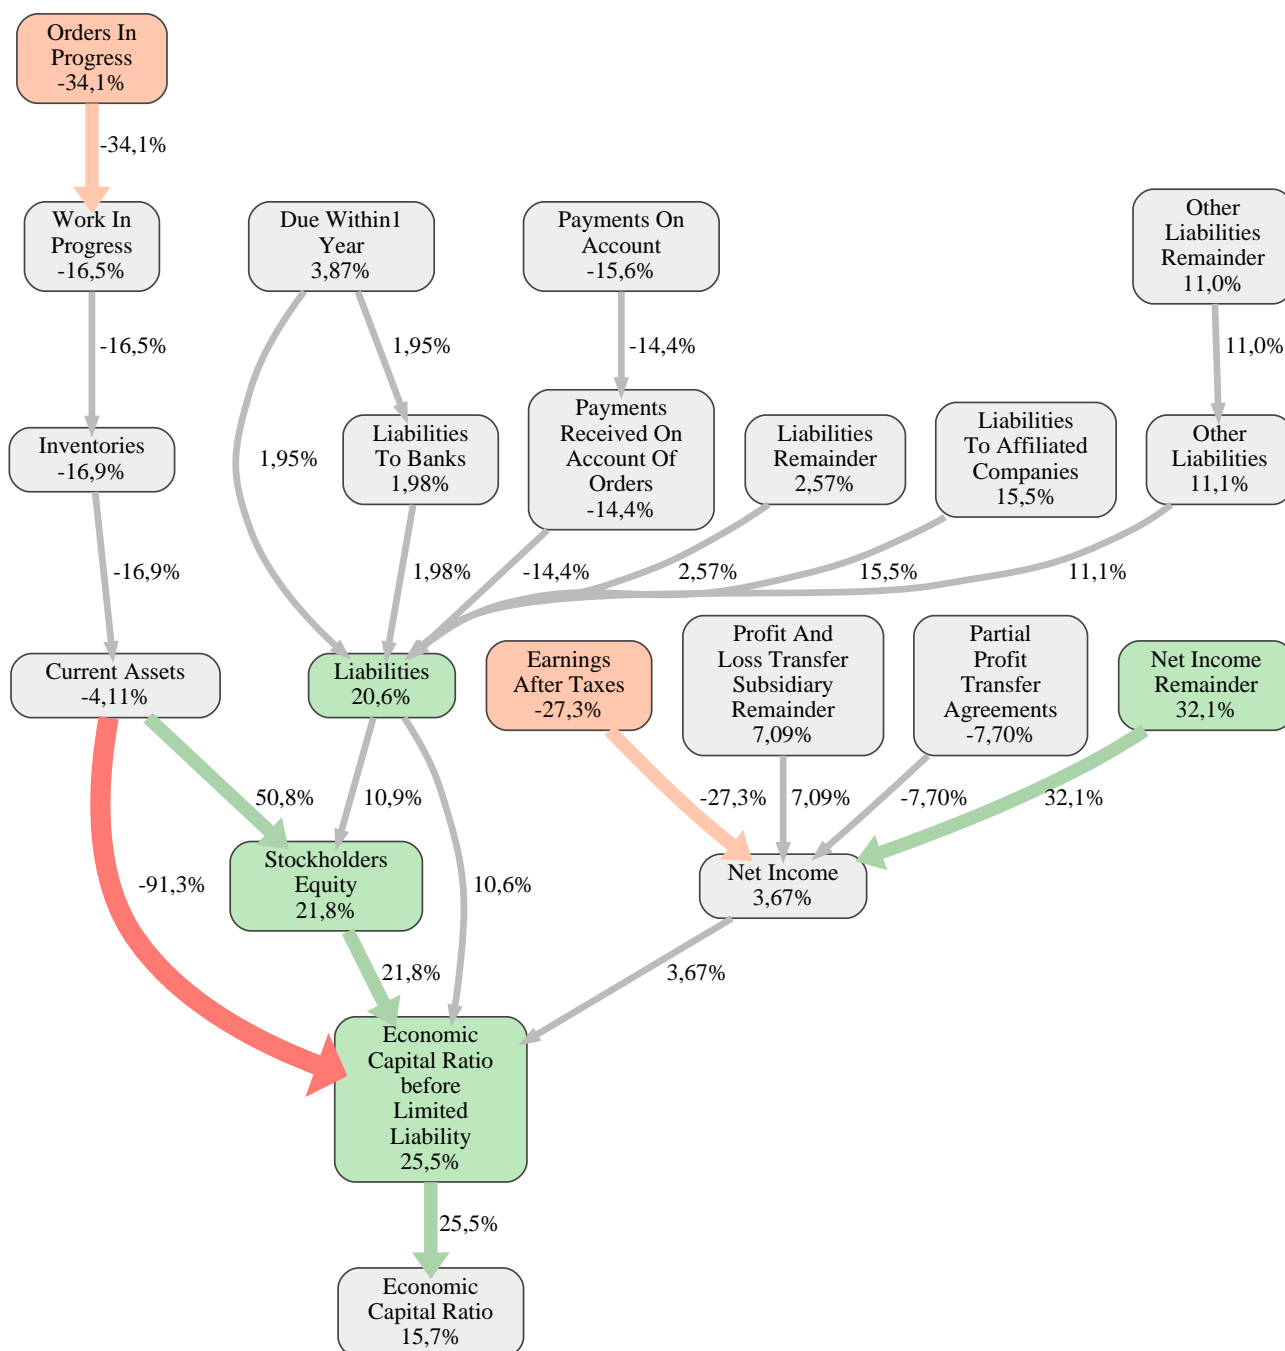 Orders In
Progress
-34,1%
-34,1%
Work In
Progress
-16,5%
Due Within1
Year
3,87%
Payments On
Account
-15,6%
Other
Liabilities
Remainder
11,0%
-16,5%
1,95%
-14,4%
11,0%
Inventories
-16,9%
1,95%
Liabilities
To Banks
1,98%
Payments
Received On
Account Of
Orders
-14,4%
Liabilities
Remainder
2,57%
Liabilities
To Affiliated
Companies
15,5%
Other
Liabilities
11,1%
-16,9%
1,98%
-14,4%
2,57%
15,5%
11,1%
Current Assets
-4,11%
Liabilities
20,6%
Earnings
After Taxes
-27,3%
Profit And
Loss Transfer
Subsidiary
Remainder
7,09%
Partial
Profit
Transfer
Agreements
-7,70%
Net Income
Remainder
32,1%
50,8%
10,9%
-27,3%
7,09%
-7,70%
32,1%
-91,3%
Stockholders
Equity
21,8%
10,6%
Net Income
3,67%
21,8%
3,67%
Economic
Capital Ratio
before
Limited
Liability
25,5%
25,5%
Economic
Capital Ratio
15,7%